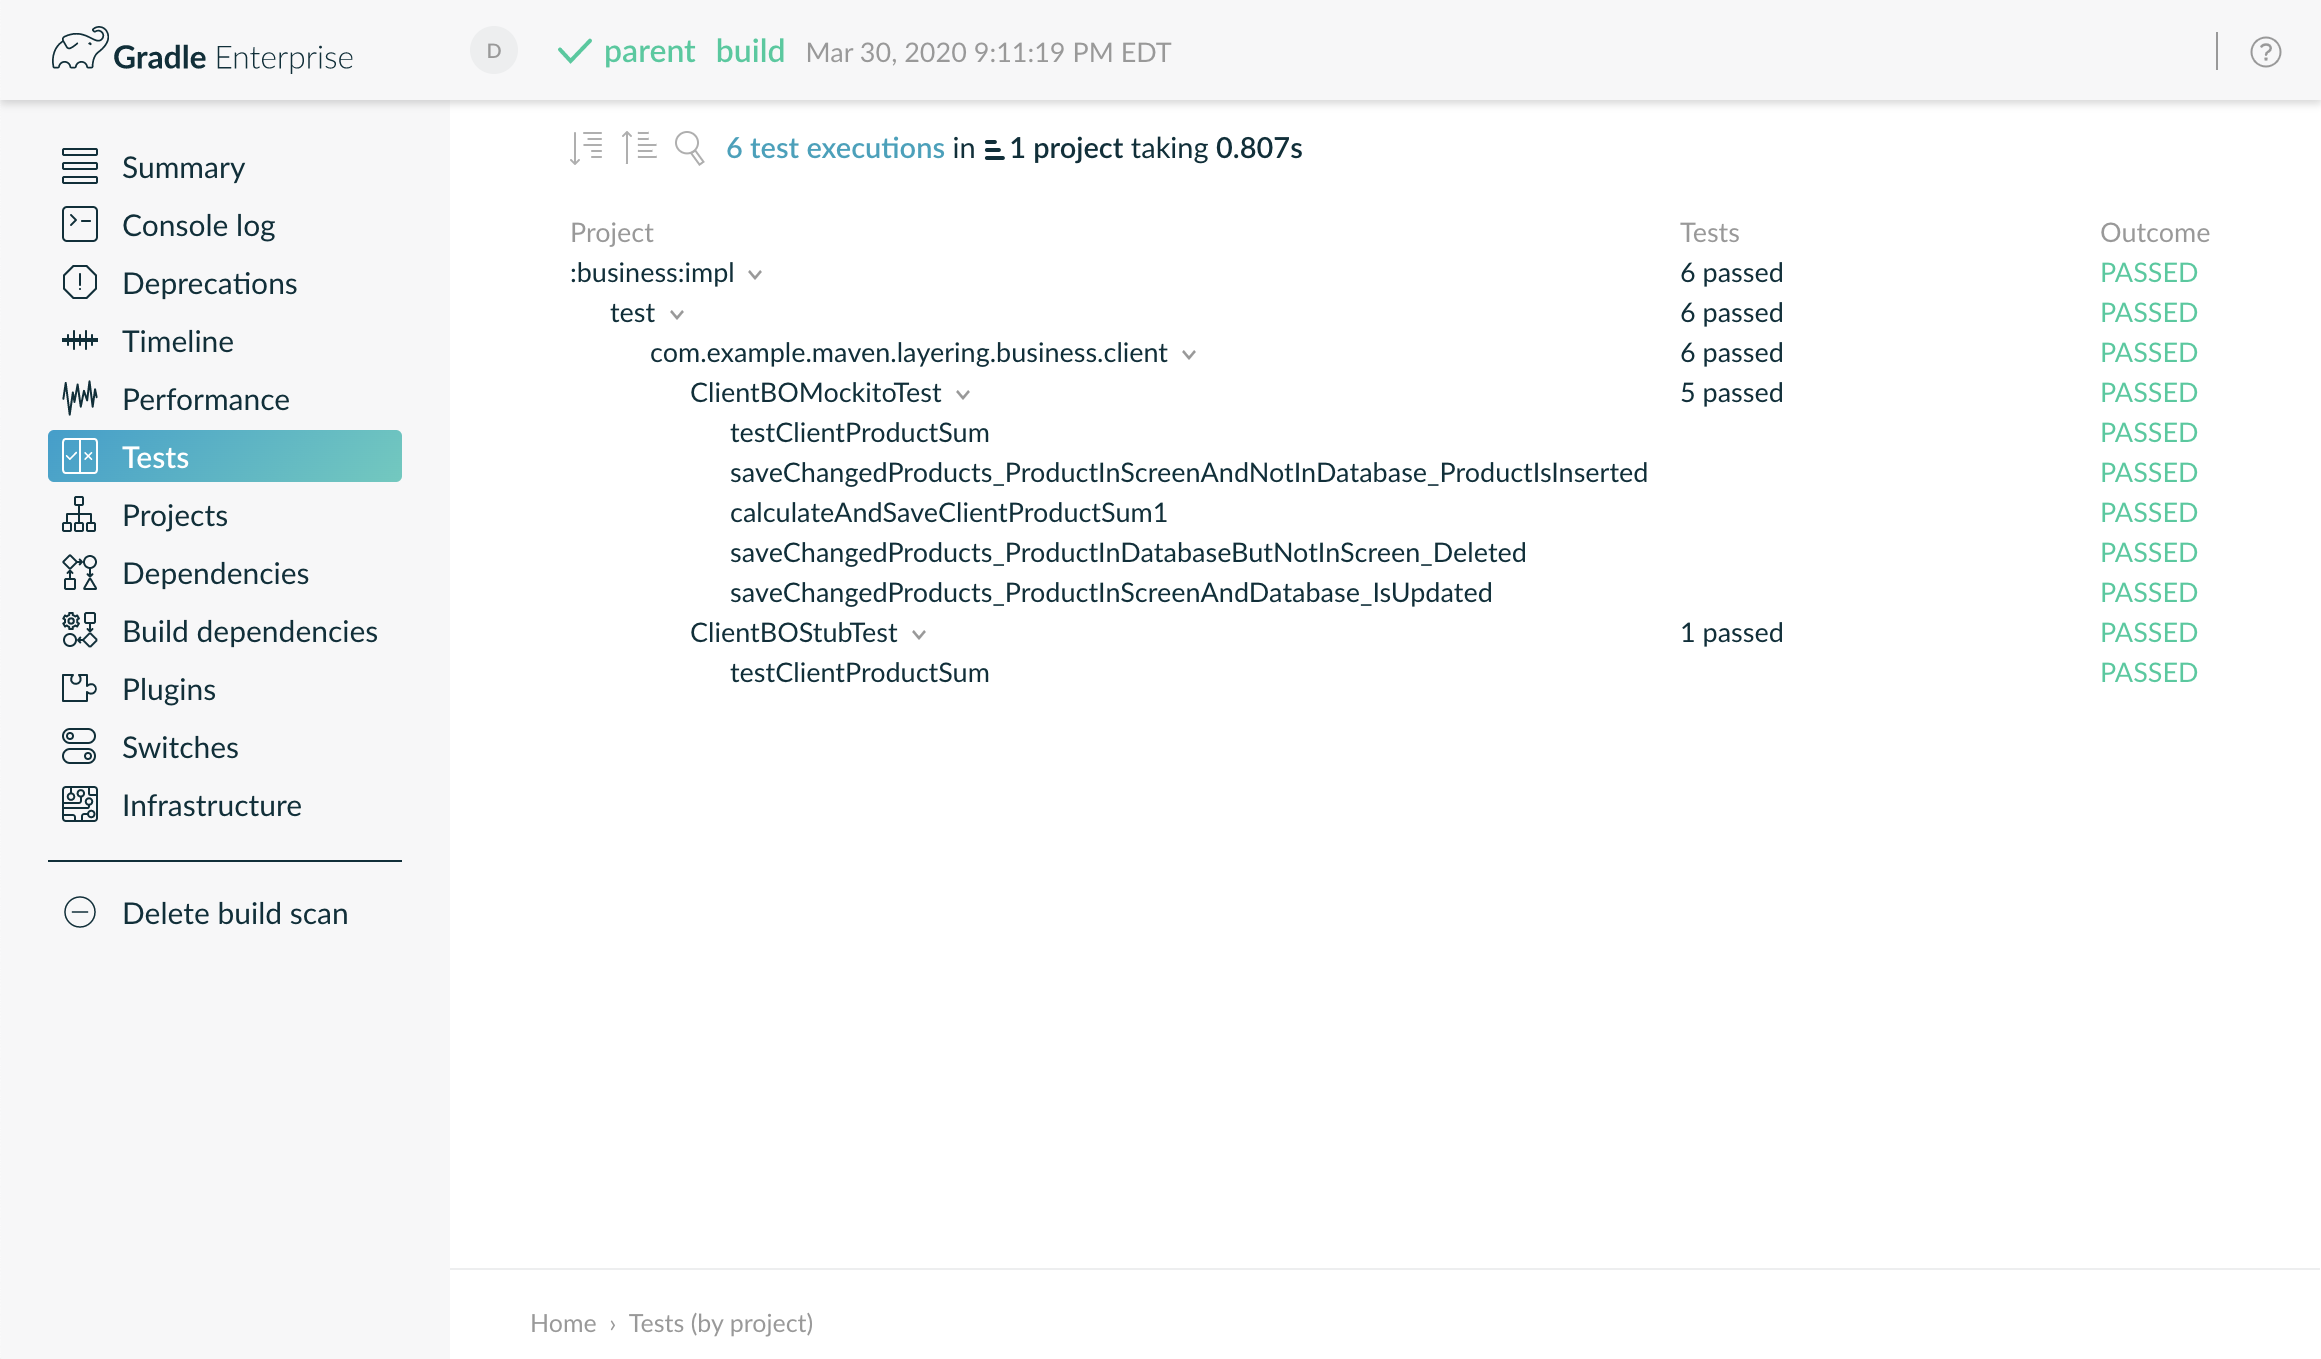 Gradle Enterprise
D parent build Mar 30, 2020 9:11:19 PM EDT
Summary
Console log
Deprecations
Timeline
Performance
Tests
Projects
Dependencies
Build dependencies
Plugins
Switches
Infrastructure
Delete build scan
6 test executions in 1 project taking 0.807s
Project Tests Outcome
:business:impl 6 passed PASSED
test 6 passed PASSED
com.example.maven.layering.business.client 6 passed PASSED
ClientBOMockitoTest 5 passed PASSED
testClientProductSum PASSED
saveChangedProducts_ProductInScreenAndNotInDatabase_ProductIsInserted PASSED
calculateAndSaveClientProductSum1 PASSED
saveChangedProducts_ProductInDatabaseButNotInScreen_Deleted PASSED
saveChangedProducts_ProductInScreenAndDatabase_IsUpdated PASSED
ClientBOStubTest 1 passed PASSED
testClientProductSum PASSED
Home › Tests (by project)